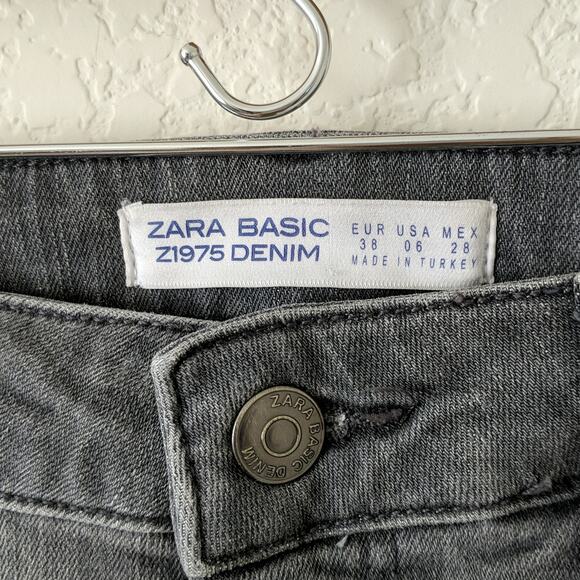 ZARA BASIC
Z1975 DENIM
EUR USA MEX
38 06 28
MADE IN TURKEY
ZARA BASIC DENIM